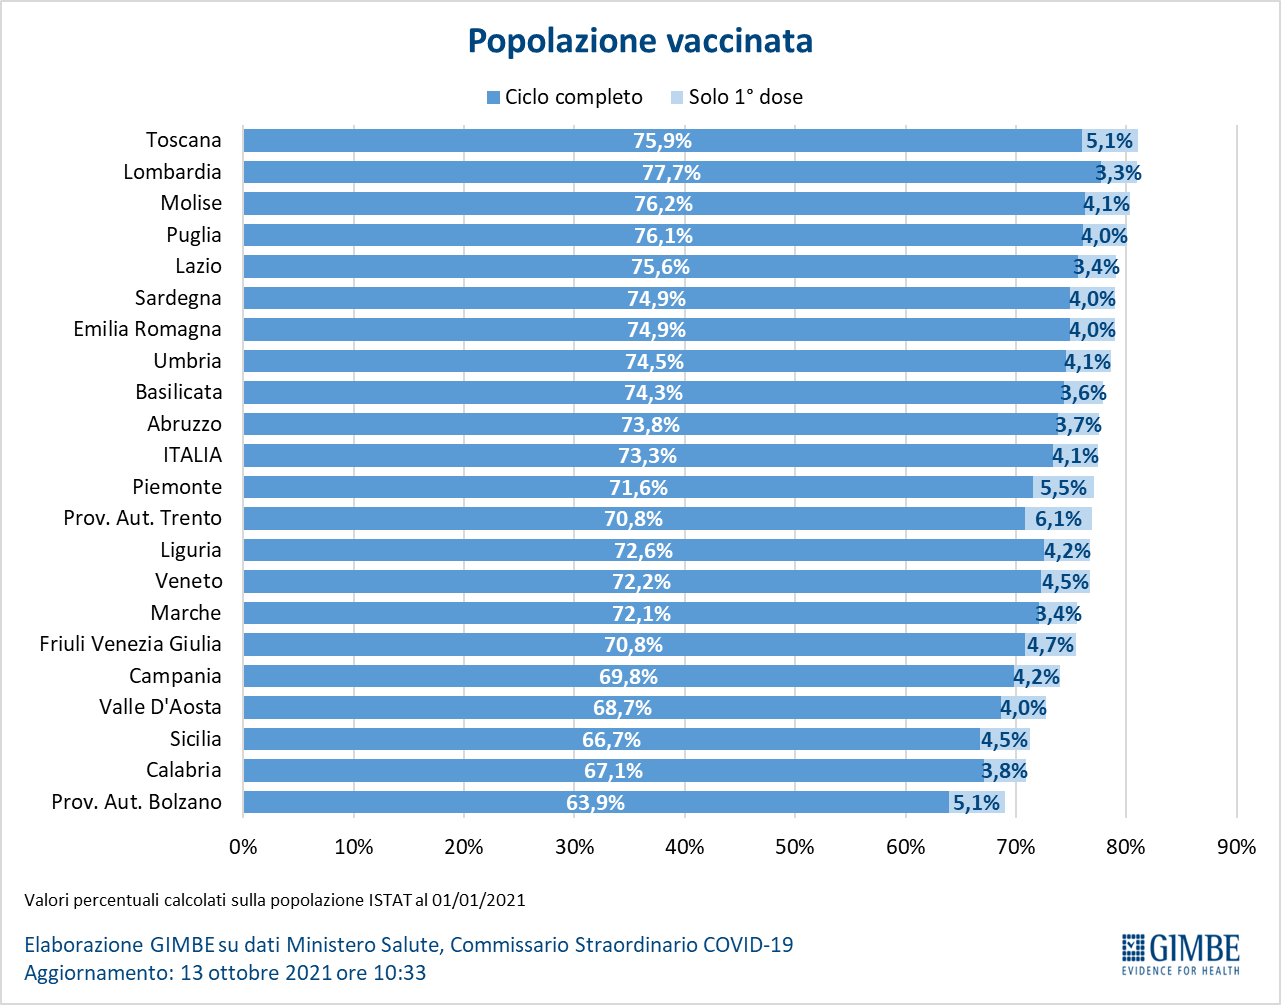 Popolazione vaccinata
Ciclo completo Solo 1° dose
Toscana 75,9% 5,1%
Lombardia 77,7% 3,3%
Molise 76,2% 4,1%
Puglia 76,1% 4,0%
Lazio 75,6% 3,4%
Sardegna 74,9% 4,0%
Emilia Romagna 74,9% 4,0%
Umbria 74,5% 4,1%
Basilicata 74,3% 3,6%
Abruzzo 73,8% 3,7%
ITALIA 73,3% 4,1%
Piemonte 71,6% 5,5%
Prov. Aut. Trento 70,8% 6,1%
Liguria 72,6% 4,2%
Veneto 72,2% 4,5%
Marche 72,1% 3,4%
Friuli Venezia Giulia 70,8% 4,7%
Campania 69,8% 4,2%
Valle D'Aosta 68,7% 4,0%
Sicilia 66,7% 4,5%
Calabria 67,1% 3,8%
Prov. Aut. Bolzano 63,9% 5,1%
0% 10% 20% 30% 40% 50% 60% 70% 80% 90%
Valori percentuali calcolati sulla popolazione ISTAT al 01/01/2021
Elaborazione GIMBE su dati Ministero Salute, Commissario Straordinario COVID-19
Aggiornamento: 13 ottobre 2021 ore 10:33
GIMBE
EVIDENCE FOR HEALTH